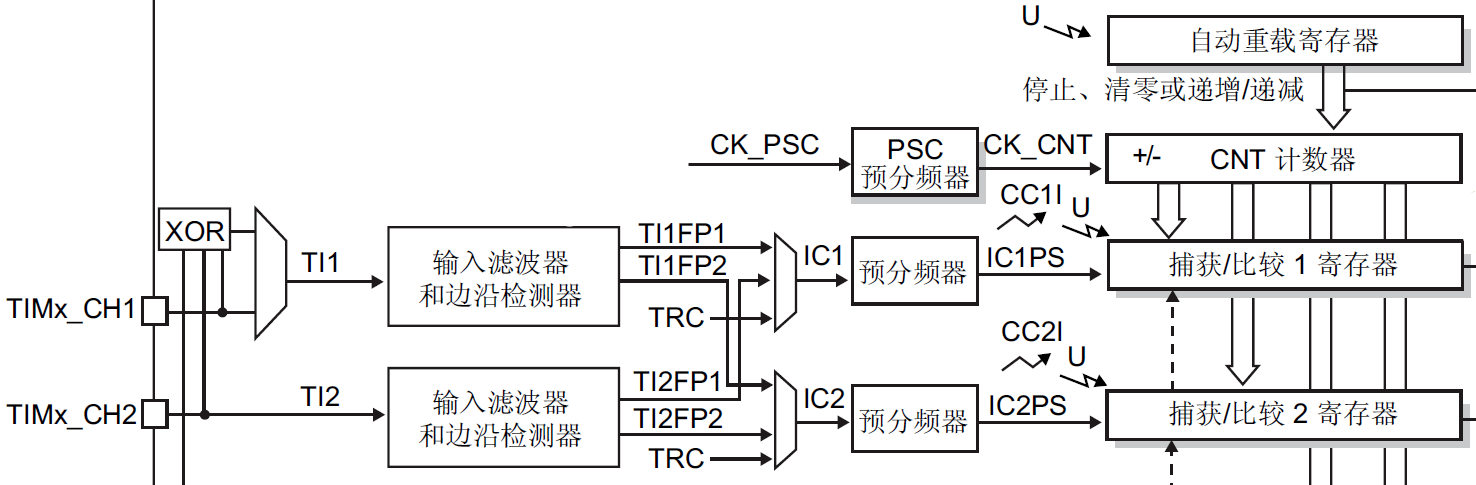 U
自动重载寄存器
停止、清零或递增/递减
CK_PSC
PSC
预分频器
CK_CNT
+/-
CNT 计数器
CC1I
U
XOR
TI1
输入滤波器
和边沿检测器
TI1FP1
TI1FP2
TRC
IC1
预分频器
IC1PS
捕获/比较 1 寄存器
TIMx_CH1
CC2I
U
TIMx_CH2
TI2
输入滤波器
和边沿检测器
TI2FP1
TI2FP2
TRC
IC2
预分频器
IC2PS
捕获/比较 2 寄存器